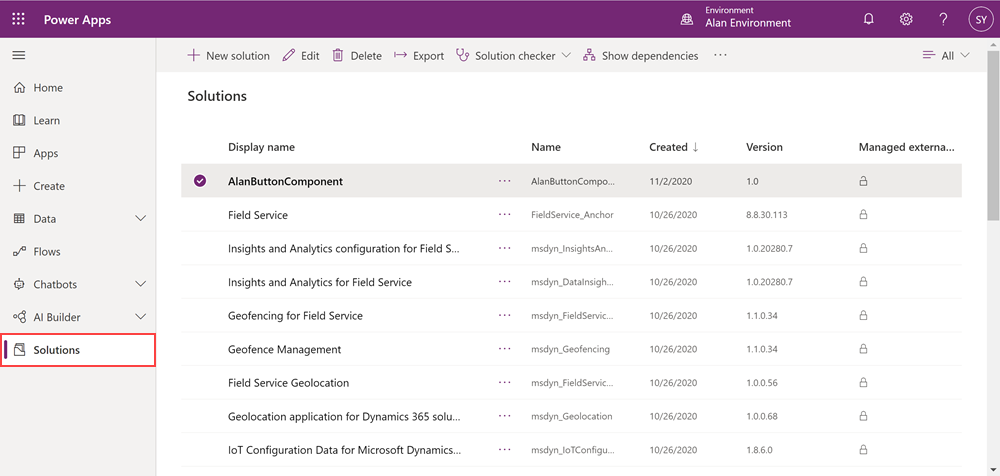 Power Apps
Environment
Alan Environment
?
SY
New solution
Edit
Delete
Export
Solution checker
Show dependencies
...
All
Home
Learn
Apps
Create
Data
Flows
Chatbots
AI Builder
Solutions
Solutions
Display name Name Created ↓ Version Managed externa...
AlanButtonComponent ... AlanButtonCompo... 11/2/2020 1.0
Field Service ... FieldService_Anchor 10/26/2020 8.8.30.113
Insights and Analytics configuration for Field S... ... msdyn_InsightsAn... 10/26/2020 1.0.20280.7
Insights and Analytics for Field Service ... msdyn_DataInsigh... 10/26/2020 1.0.20280.7
Geofencing for Field Service ... msdyn_FieldServic... 10/26/2020 1.1.0.34
Geofence Management ... msdyn_Geofencing 10/26/2020 1.1.0.34
Field Service Geolocation ... msdyn_FieldServic... 10/26/2020 1.0.0.56
Geolocation application for Dynamics 365 solu... ... msdyn_Geolocation 10/26/2020 1.0.0.68
IoT Configuration Data for Microsoft Dynamics... ... msdyn_IoTConfigu... 10/26/2020 1.8.6.0